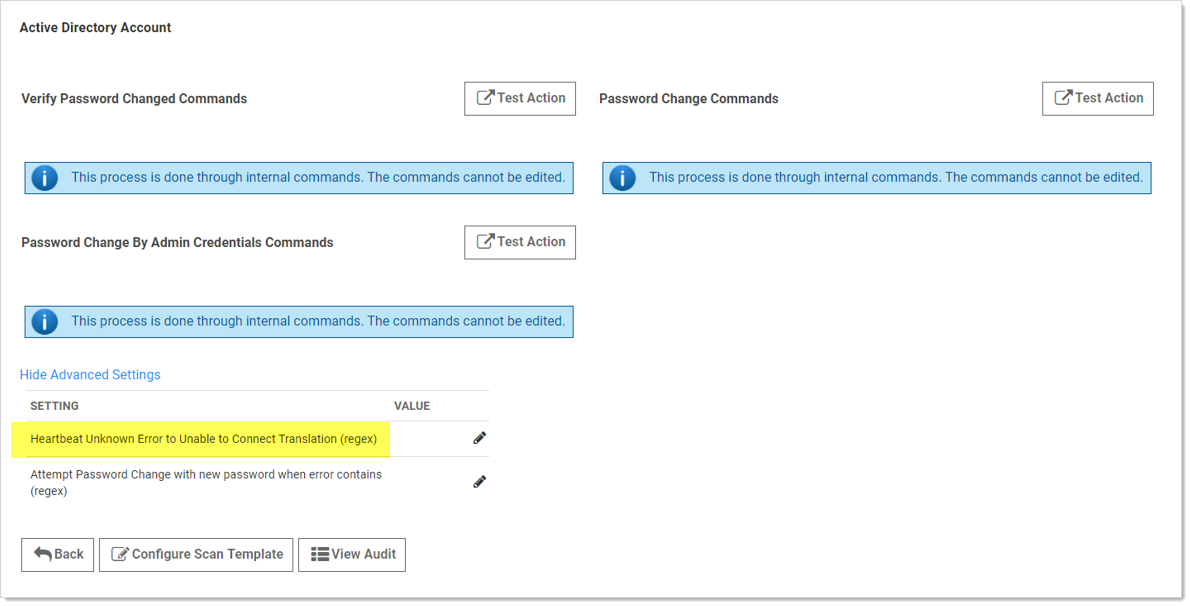 Active Directory Account
Verify Password Changed Commands
Test Action
Password Change Commands
Test Action
This process is done through internal commands. The commands cannot be edited.
This process is done through internal commands. The commands cannot be edited.
Password Change By Admin Credentials Commands
Test Action
This process is done through internal commands. The commands cannot be edited.
Hide Advanced Settings
SETTING VALUE
Heartbeat Unknown Error to Unable to Connect Translation (regex)
Attempt Password Change with new password when error contains
(regex)
Back
Configure Scan Template
View Audit